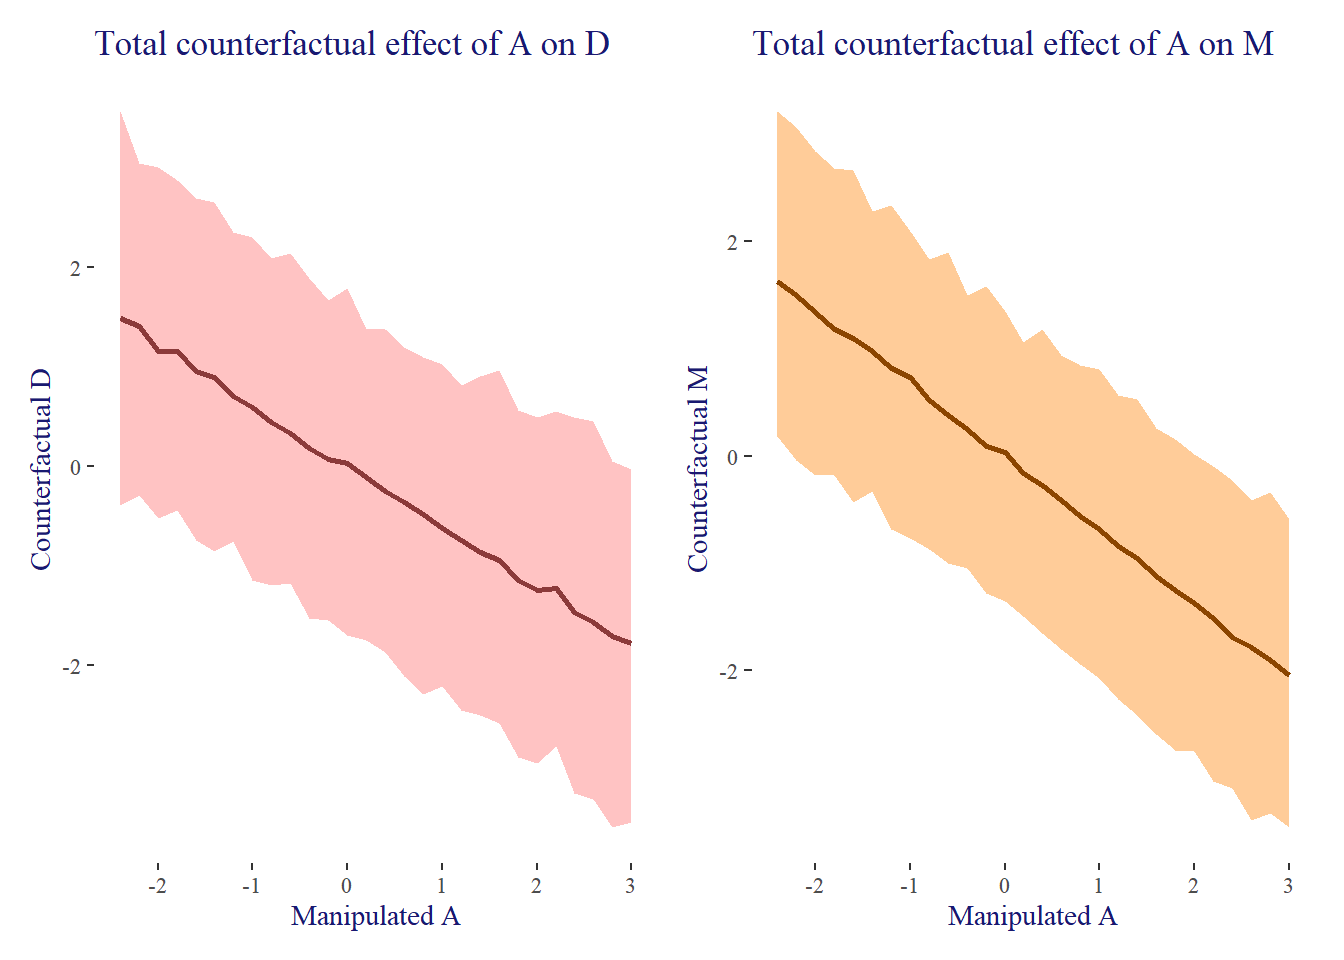 Total counterfactual effect of A on D
Counterfactual D
2
0
-2
-2 -1 0 1 2 3
Manipulated A
Total counterfactual effect of A on M
Counterfactual M
2
0
-2
-2 -1 0 1 2 3
Manipulated A